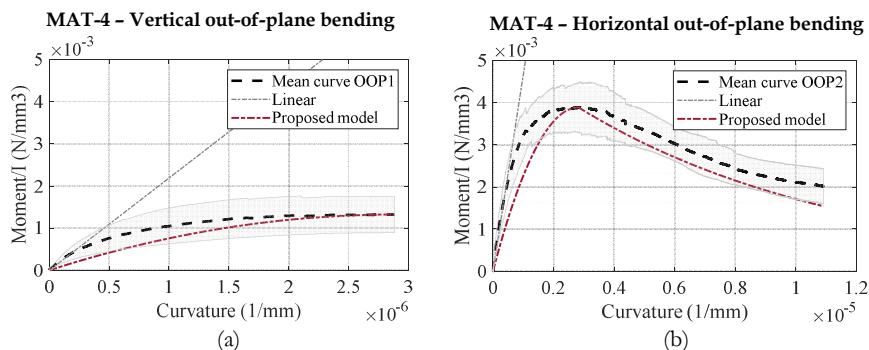 MAT-4 – Vertical out-of-plane bending
×10⁻³
5
4
3
2
1
0
Moment/I (N/mm3)
Mean curve OOP1
Linear
Proposed model
0 0.5 1 1.5 2 2.5 3
Curvature (1/mm)
×10⁻⁶
(a)
MAT-4 – Horizontal out-of-plane bending
×10⁻³
5
4
3
2
1
0
Moment/I (N/mm3)
Mean curve OOP2
Linear
Proposed model
0 0.2 0.4 0.6 0.8 1 1.2
Curvature (1/mm)
×10⁻⁵
(b)